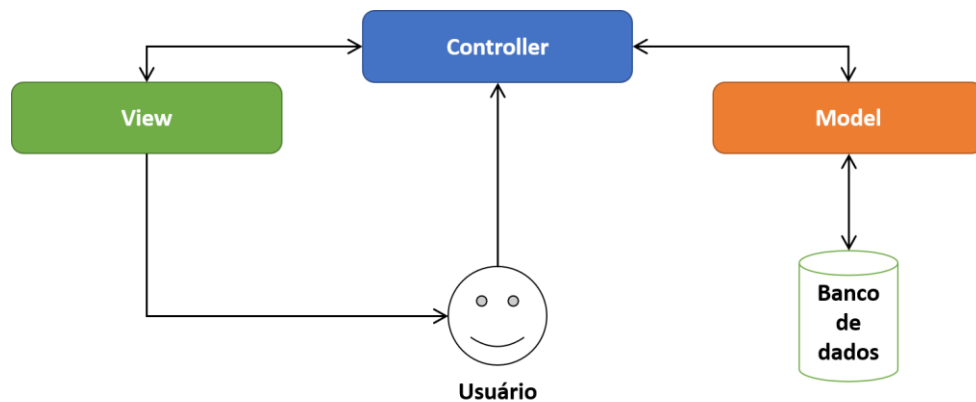 Controller
View
Model
Banco
de
dados
Usuário